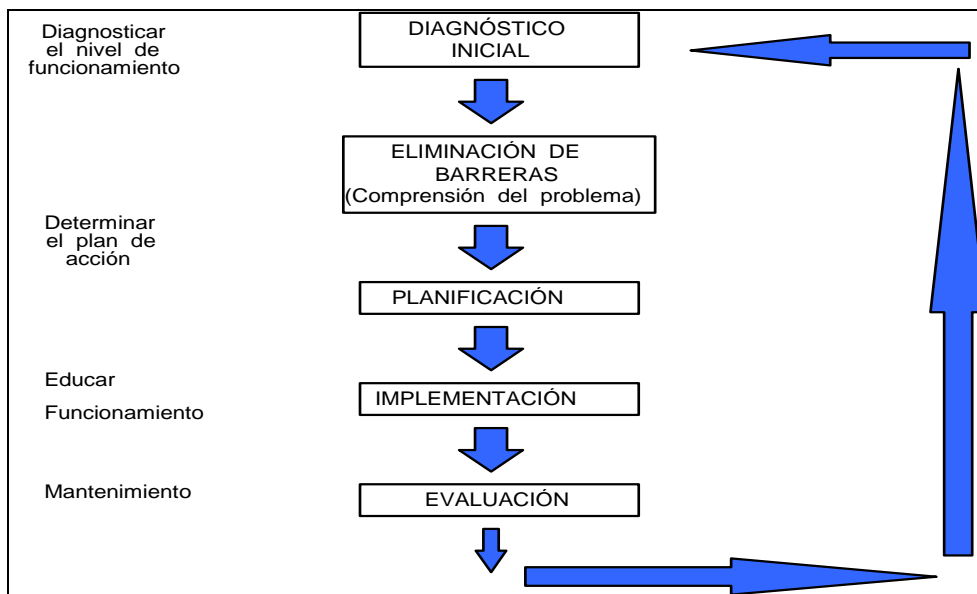 Diagnosticar
el nivel de
funcionamiento
DIAGNÓSTICO
INICIAL
ELIMINACIÓN DE
BARRERAS
(Comprensión del problema)
Determinar
el plan de
acción
PLANIFICACIÓN
Educar
Funcionamiento
IMPLEMENTACIÓN
Mantenimiento
EVALUACIÓN